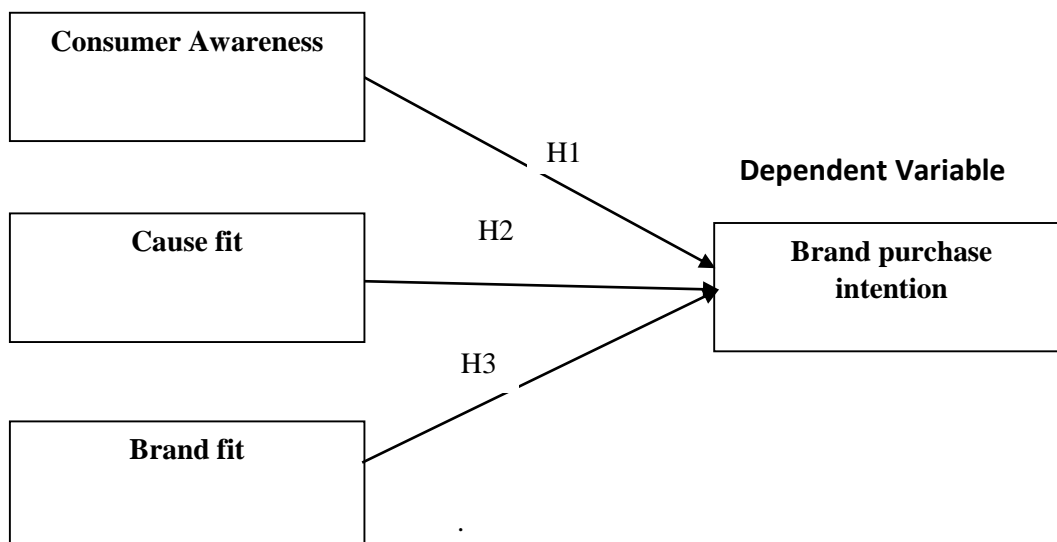 Consumer Awareness
H1
Dependent Variable
Cause fit
H2
Brand purchase
intention
H3
Brand fit
.